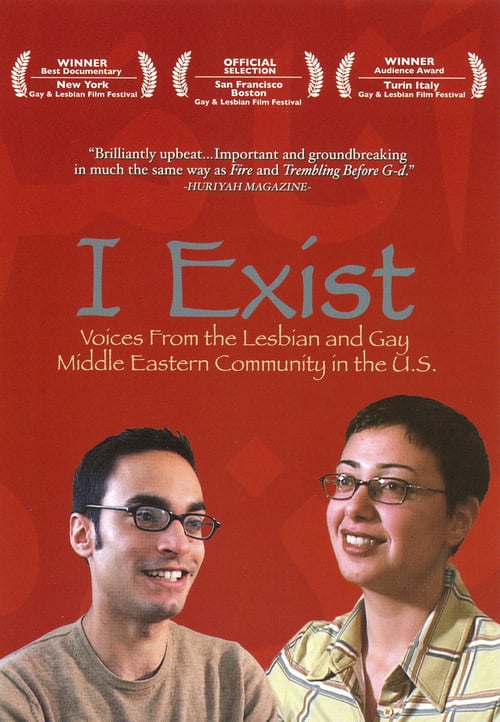 WINNER
Best Documentary
New York
Gay & Lesbian Film Festival
OFFICIAL
SELECTION
San Francisco
Boston
Gay & Lesbian Film Festival
WINNER
Audience Award
Turin Italy
Gay & Lesbian Film Festival
“Brilliantly upbeat...Important and groundbreaking
in much the same way as Fire and Trembling Before G-d.”
-HURIYAH MAGAZINE-
I Exist
Voices From the Lesbian and Gay
Middle Eastern Community in the U.S.